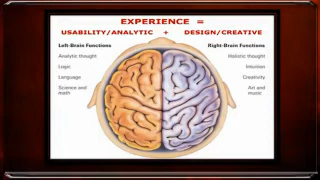 EXPERIENCE =
USABILITY/ANALYTIC + DESIGN/CREATIVE
Left-Brain Functions
Right-Brain Functions
Analytic thought
Holistic thought
Logic
Intuition
Language
Creativity
Science and
math
Art and
music